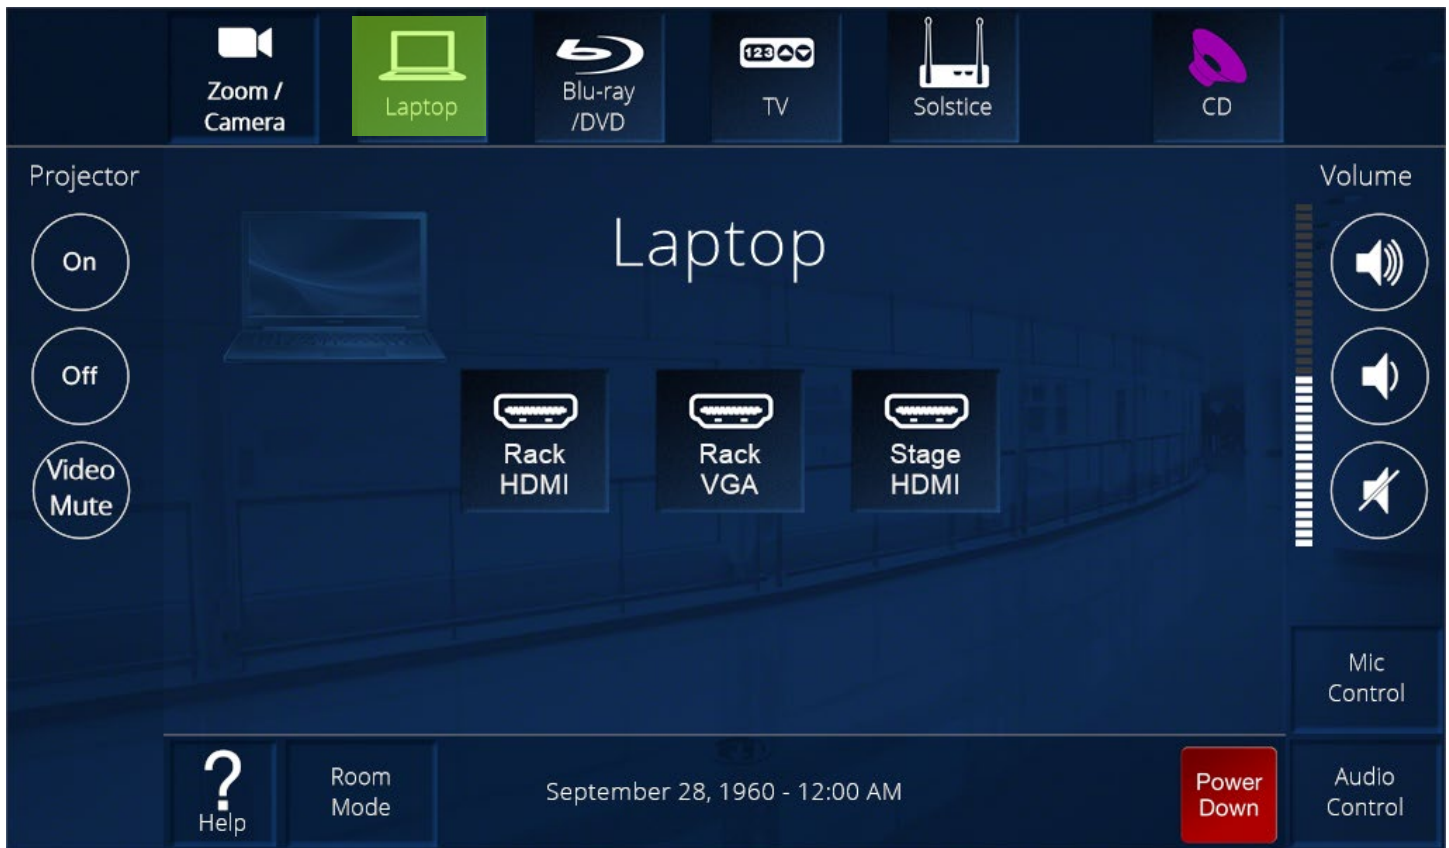 Zoom /
Camera
Laptop
Blu-ray
/DVD
123
TV
Solstice
CD
Projector
On
Off
Video
Mute
Laptop
Rack
HDMI
Rack
VGA
Stage
HDMI
Volume
Mic
Control
?
Help
Room
Mode
September 28, 1960 - 12:00 AM
Power
Down
Audio
Control